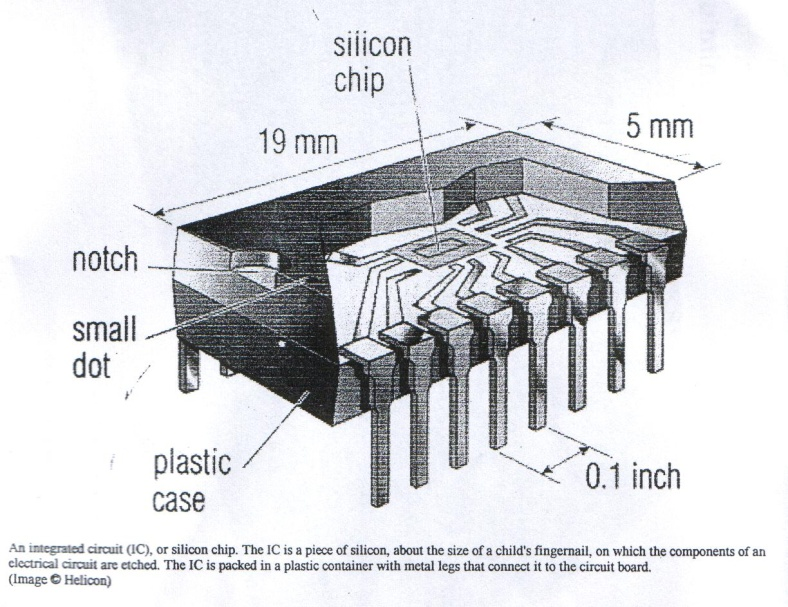 silicon
chip
19 mm
5 mm
notch
small
dot
plastic
case
0.1 inch
An integrated circuit (IC), or silicon chip. The IC is a piece of silicon, about the size of a child's fingernail, on which the components of an
electrical circuit are etched. The IC is packed in a plastic container with metal legs that connect it to the circuit board.
(Image © Helicon)